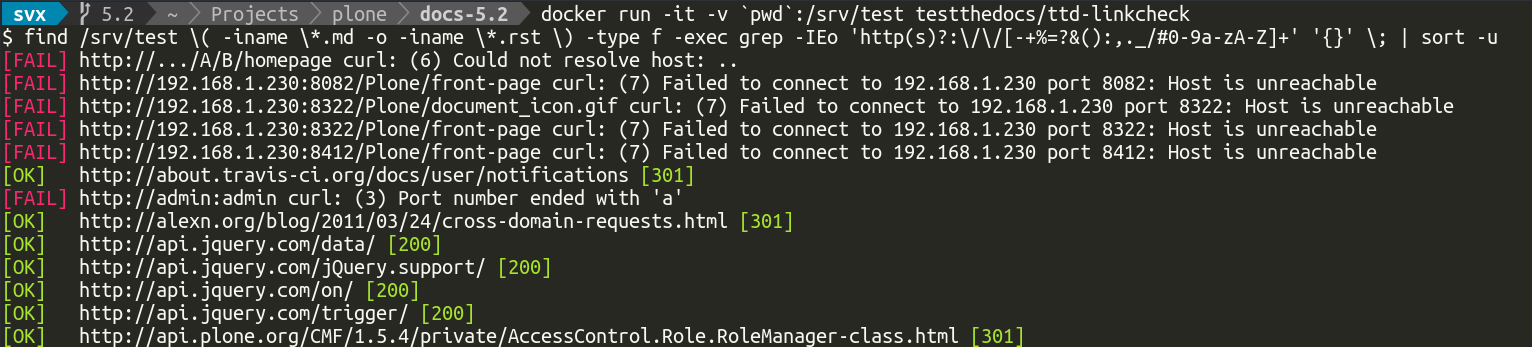 svx 5.2 ~ Projects plone docs-5.2 docker run -it -v `pwd`:/srv/test testthedocs/ttd-linkcheck
$ find /srv/test \( -iname \*.md -o -iname \*.rst \) -type f -exec grep -IEo 'http(s)?:\/\/[-+%=?&():,._/#0-9a-zA-Z]+' '{}' \; | sort -u
[FAIL] http://.../A/B/homepage curl: (6) Could not resolve host: ..
[FAIL] http://192.168.1.230:8082/Plone/front-page curl: (7) Failed to connect to 192.168.1.230 port 8082: Host is unreachable
[FAIL] http://192.168.1.230:8322/Plone/document_icon.gif curl: (7) Failed to connect to 192.168.1.230 port 8322: Host is unreachable
[FAIL] http://192.168.1.230:8322/Plone/front-page curl: (7) Failed to connect to 192.168.1.230 port 8322: Host is unreachable
[FAIL] http://192.168.1.230:8412/Plone/front-page curl: (7) Failed to connect to 192.168.1.230 port 8412: Host is unreachable
[OK] http://about.travis-ci.org/docs/user/notifications [301]
[FAIL] http://admin:admin curl: (3) Port number ended with 'a'
[OK] http://alexn.org/blog/2011/03/24/cross-domain-requests.html [301]
[OK] http://api.jquery.com/data/ [200]
[OK] http://api.jquery.com/jQuery.support/ [200]
[OK] http://api.jquery.com/on/ [200]
[OK] http://api.jquery.com/trigger/ [200]
[OK] http://api.plone.org/CMF/1.5.4/private/AccessControl.Role.RoleManager-class.html [301]